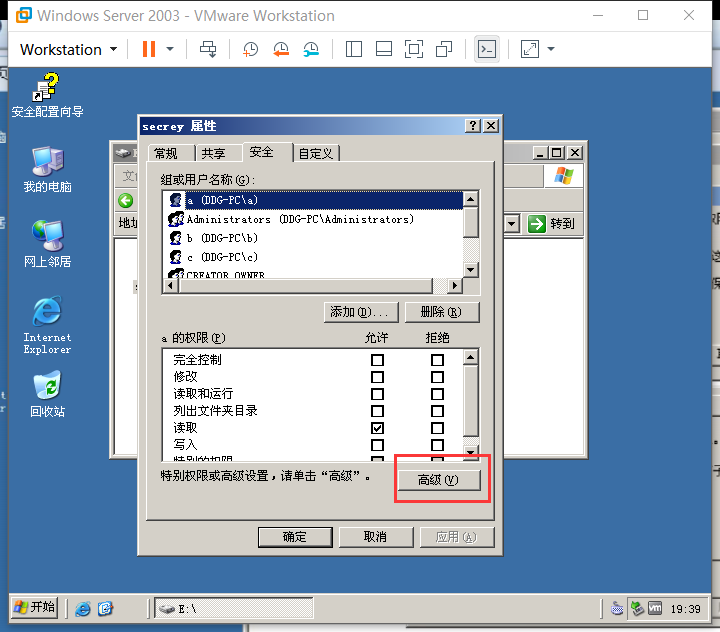 Windows Server 2003 - VMware Workstation
Workstation
安全配置向导
我的电脑
网上邻居
Internet
Explorer
回收站
secrey 属性
常规 共享 安全 自定义
组或用户名称(G):
a (DDG-PC\a)
Administrators (DDG-PC\Administrators)
b (DDG-PC\b)
c (DDG-PC\c)
CREATOR OWNER
添加(D)... 删除(R)
a 的权限(P) 允许 拒绝
完全控制
修改
读取和运行
列出文件夹目录
读取
写入
特别的权限
特别权限或高级设置，请单击“高级”。
高级(V)
确定 取消 应用(A)
转到
开始
E:\
19:39